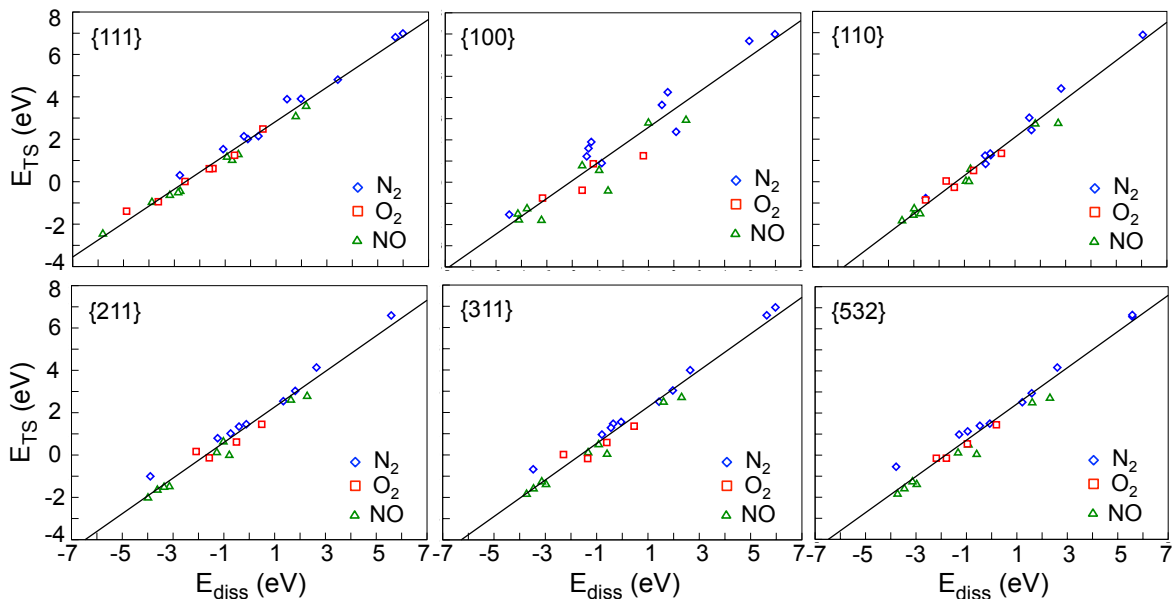 {111}
{100}
{110}
E_TS (eV)
8
6
4
2
0
-2
-4
N₂
O₂
NO
N₂
O₂
NO
N₂
O₂
NO
{211}
{311}
{532}
E_TS (eV)
8
6
4
2
0
-2
-4
N₂
O₂
NO
N₂
O₂
NO
N₂
O₂
NO
-7 -5 -3 -1 1 3 5 7
-7 -5 -3 -1 1 3 5 7
-7 -5 -3 -1 1 3 5 7
E_diss (eV)
E_diss (eV)
E_diss (eV)